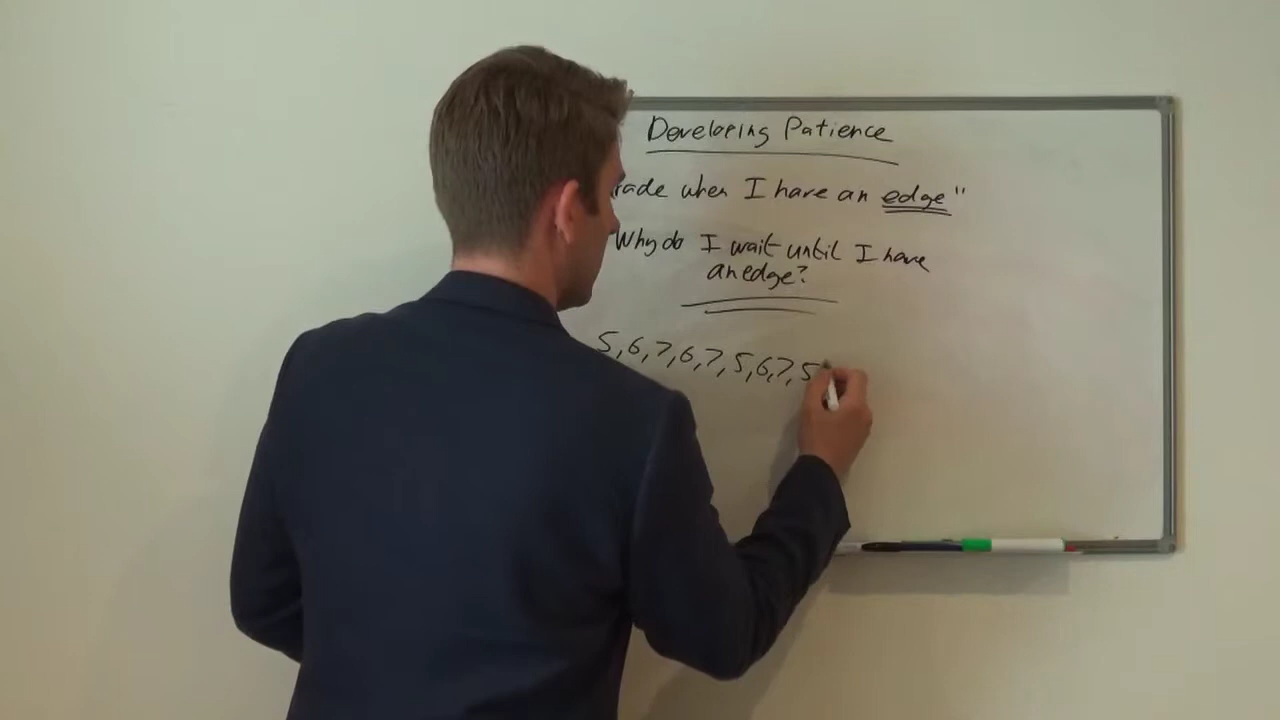 Developing Patience
rade when I have an edge"
Why do I wait until I have
an edge?
5,6,7,6,7,5,6,7,5